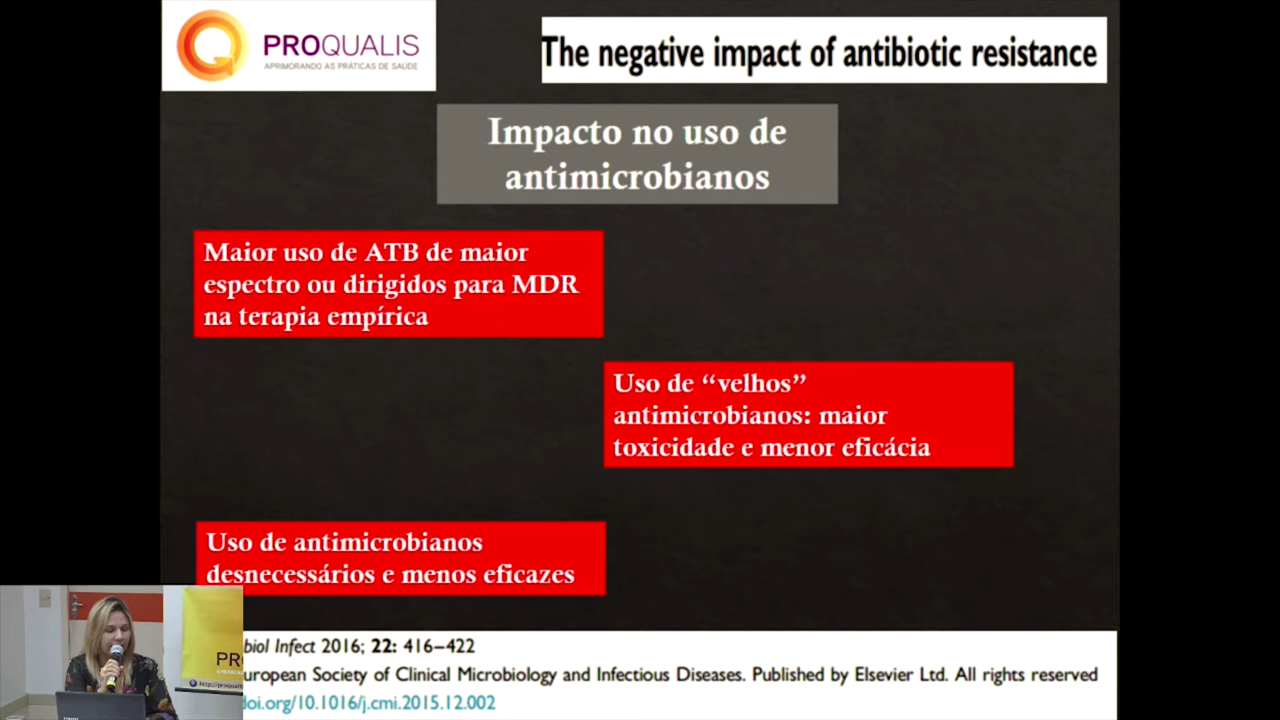 PROQUALIS
APRIMORANDO AS PRÁTICAS DE SAÚDE
The negative impact of antibiotic resistance
Impacto no uso de
antimicrobianos
Maior uso de ATB de maior
espectro ou dirigidos para MDR
na terapia empírica
Uso de “velhos”
antimicrobianos: maior
toxicidade e menor eficácia
Uso de antimicrobianos
desnecessários e menos eficazes
biol Infect 2016; 22: 416–422
uropean Society of Clinical Microbiology and Infectious Diseases. Published by Elsevier Ltd. All rights reserved
doi.org/10.1016/j.cmi.2015.12.002
PR
http://proqualis